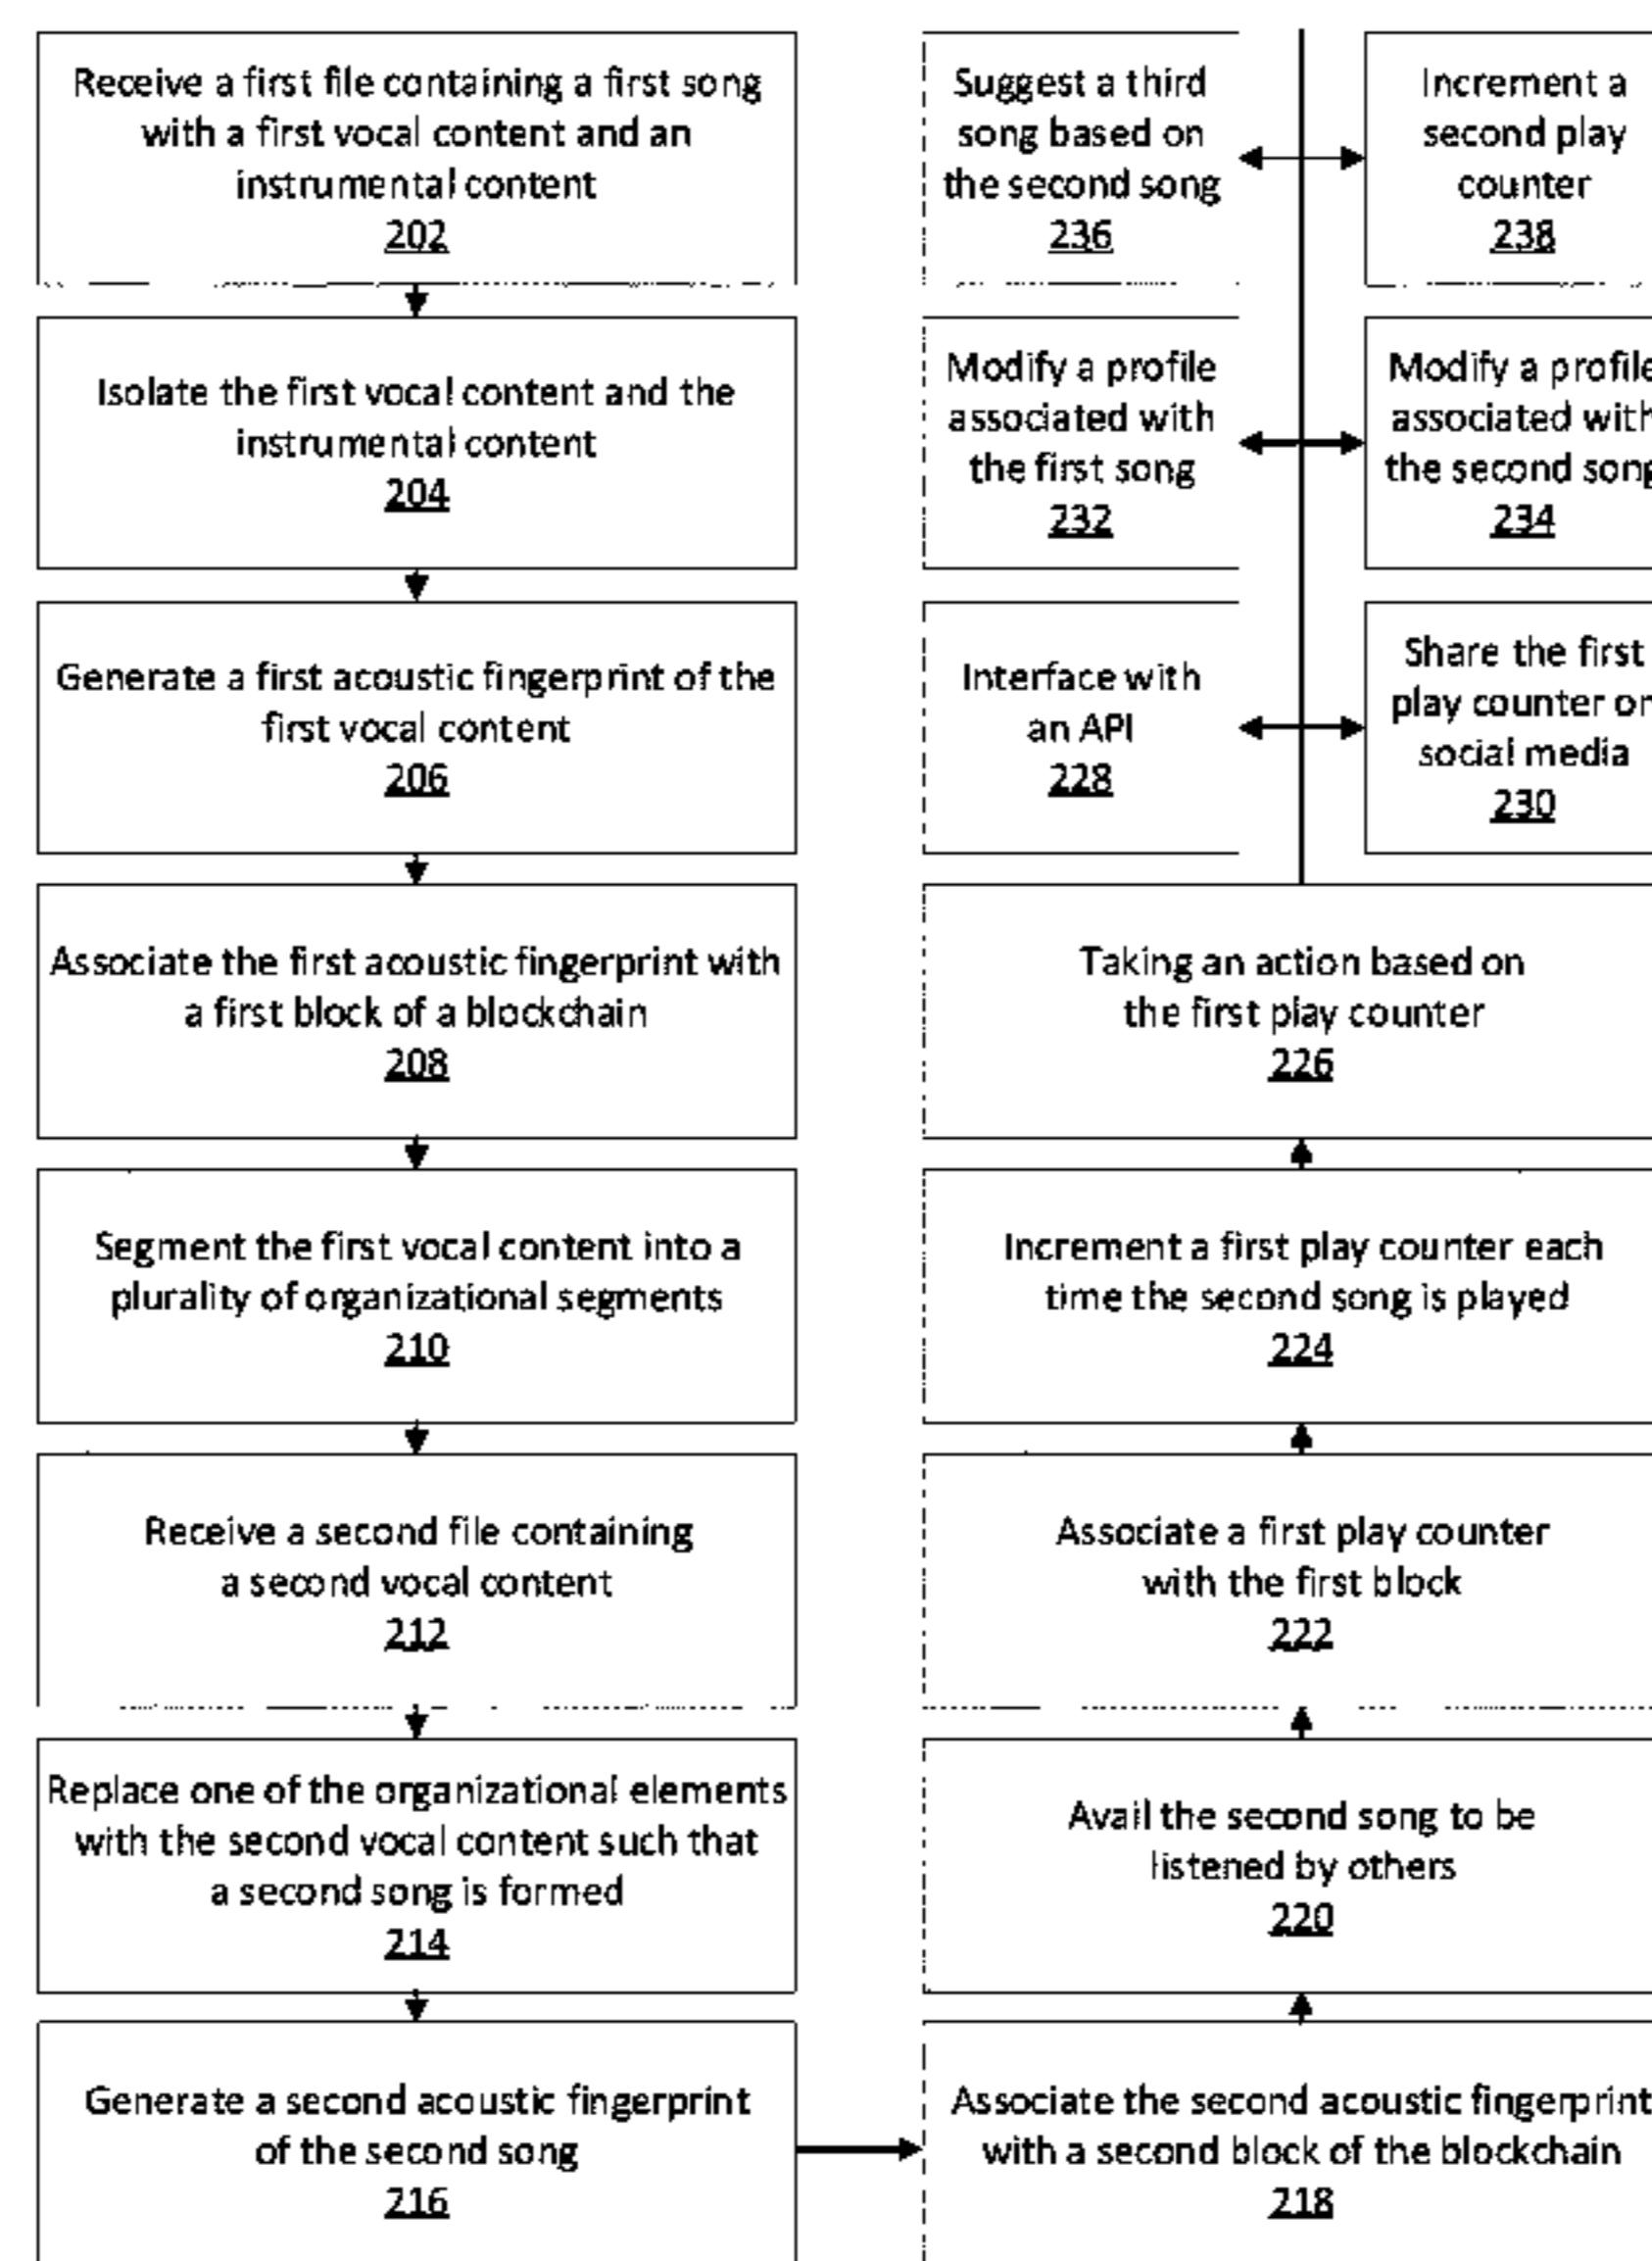 Receive a first file containing a first song
with a first vocal content and an
instrumental content
202
Isolate the first vocal content and the
instrumental content
204
Generate a first acoustic fingerprint of the
first vocal content
206
Associate the first acoustic fingerprint with
a first block of a blockchain
208
Segment the first vocal content into a
plurality of organizational segments
210
Receive a second file containing
a second vocal content
212
Replace one of the organizational elements
with the second vocal content such that
a second song is formed
214
Generate a second acoustic fingerprint
of the second song
216
Suggest a third
song based on
the second song
236
Increment a
second play
counter
238
Modify a profile
associated with
the first song
232
Modify a profile
associated with
the second song
234
Interface with
an API
228
Share the first
play counter on
social media
230
Taking an action based on
the first play counter
226
Increment a first play counter each
time the second song is played
224
Associate a first play counter
with the first block
222
Avail the second song to be
listened by others
220
Associate the second acoustic fingerprint
with a second block of the blockchain
218